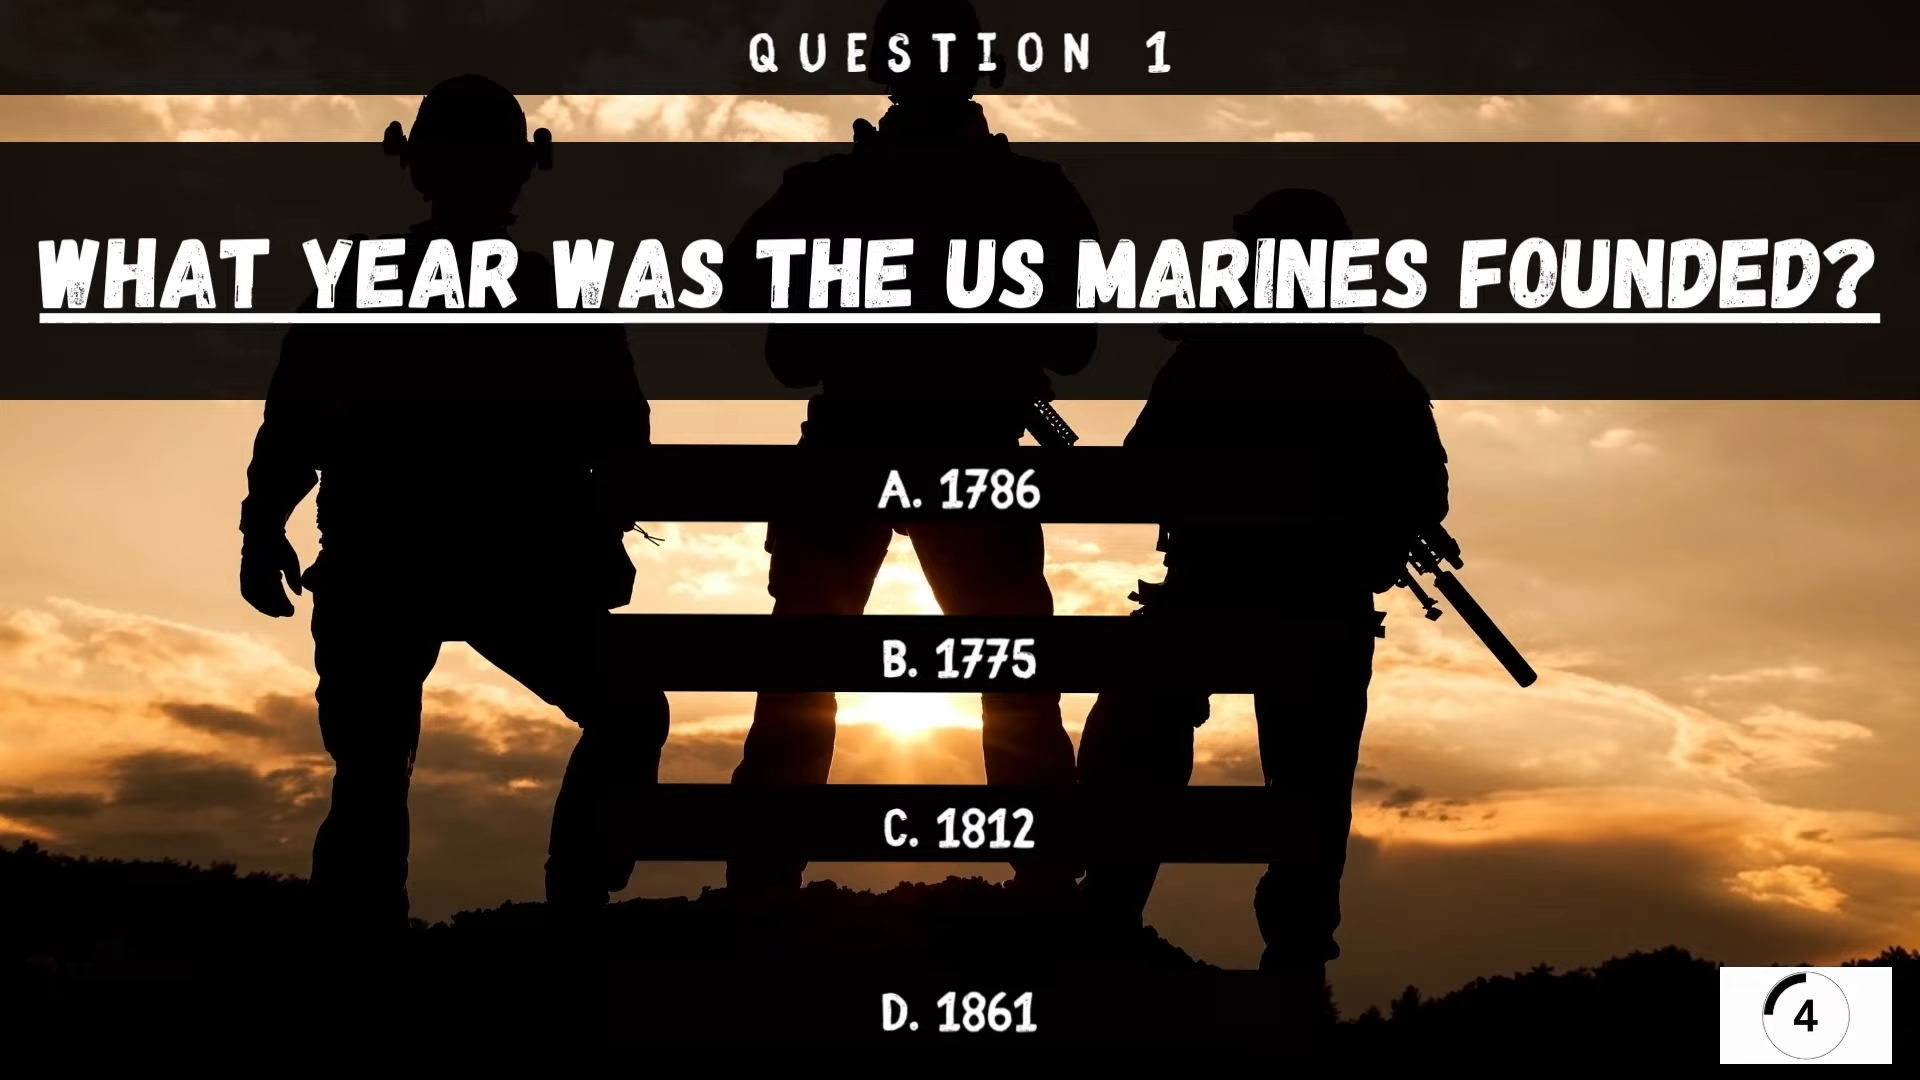 QUESTION 1
WHAT YEAR WAS THE US MARINES FOUNDED?
A. 1786
B. 1775
C. 1812
D. 1861
4